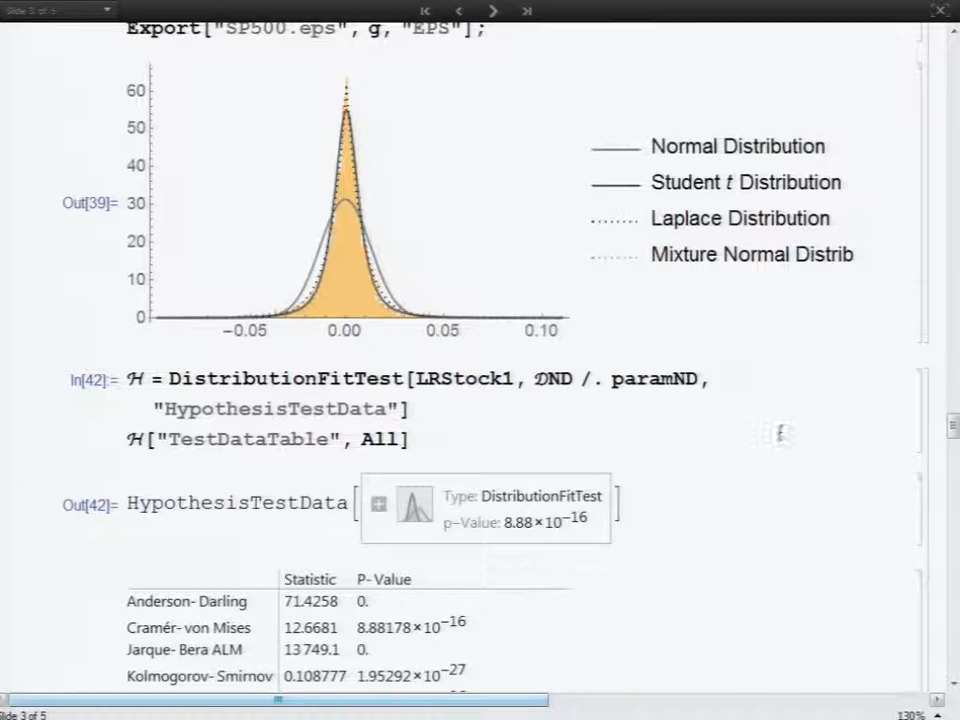 Slide 3 of 5
Export["SP500.eps", g, "EPS"];
60
50
40
Out[39]= 30
20
10
0
−0.05 0.00 0.05 0.10
Normal Distribution
Student t Distribution
Laplace Distribution
Mixture Normal Distrib
In[42]:= ℋ = DistributionFitTest[LRStock1, 𝒟ND /. paramND,
"HypothesisTestData"]
ℋ["TestDataTable", All]
Out[42]= HypothesisTestData[
Type: DistributionFitTest
p-Value: 8.88×10^−16
]
Statistic P-Value
Anderson-Darling 71.4258 0.
Cramér-von Mises 12.6681 8.88178×10^−16
Jarque-Bera ALM 13749.1 0.
Kolmogorov-Smirnov 0.108777 1.95292×10^−27
Slide 3 of 5
130%